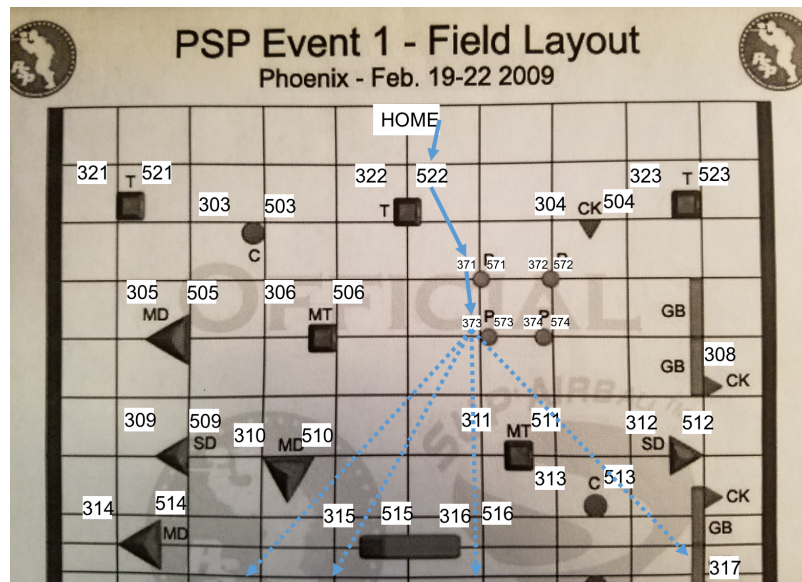 PSP Event 1 - Field Layout
Phoenix - Feb. 19-22 2009
PSP
HOME
321 521 322 522 323 523
T T T
303 503 304 CK 504
C
P P
371 571 372 572
OFFICIAL
305 505 306 506
MD MT GB
P P
373 573 374 574
GB 308
CK
309 509 311 511 312 512
SD MT SD
310 MD 510
313 C 513
CK
314 514 315 515 316 516
MD GB
317